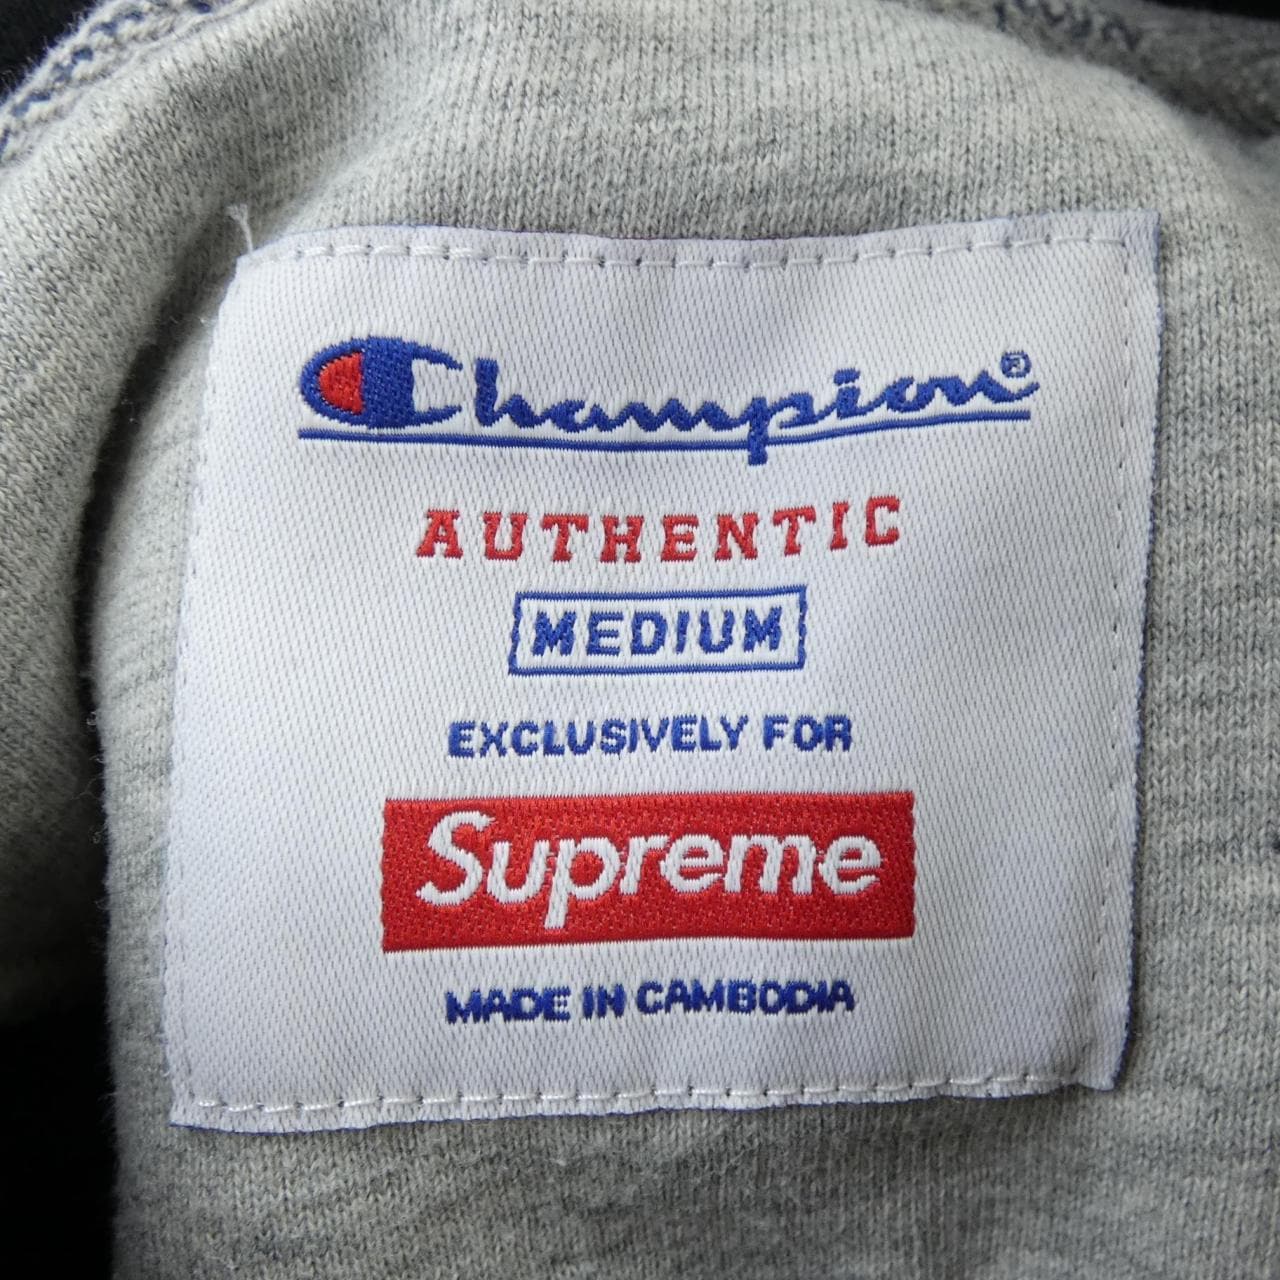 Champion®
AUTHENTIC
MEDIUM
EXCLUSIVELY FOR
Supreme
MADE IN CAMBODIA